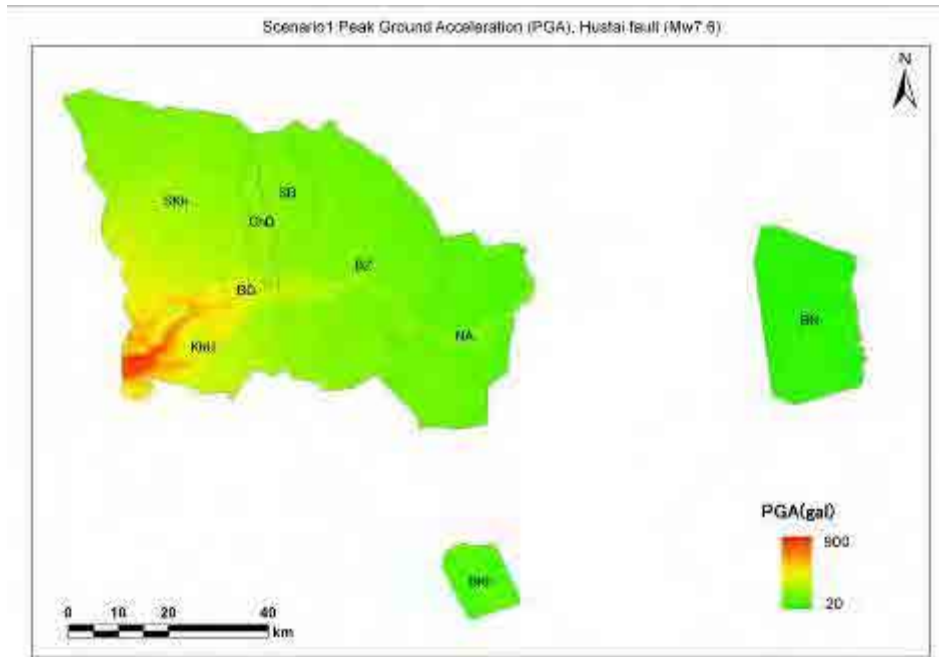 Scenario1 Peak Ground Acceleration (PGA), Hustai fault (Mw7.6)
N
SB
SKh
ChD
BZ
BG
BN
NA
KhU
PGA(gal)
900
20
0 10 20 40
km